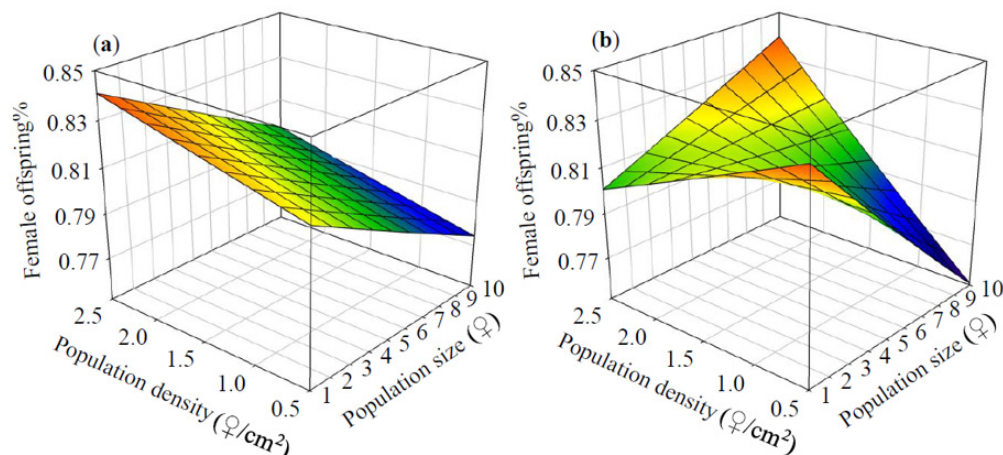 (a)
0.85
0.83
0.81
0.79
0.77
Female offspring%
2.5
2.0
1.5
1.0
0.5
Population density (♀/cm²)
1 2 3 4 5 6 7 8 9 10
Population size (♀)
(b)
0.85
0.83
0.81
0.79
0.77
Female offspring%
2.5
2.0
1.5
1.0
0.5
Population density (♀/cm²)
1 2 3 4 5 6 7 8 9 10
Population size (♀)